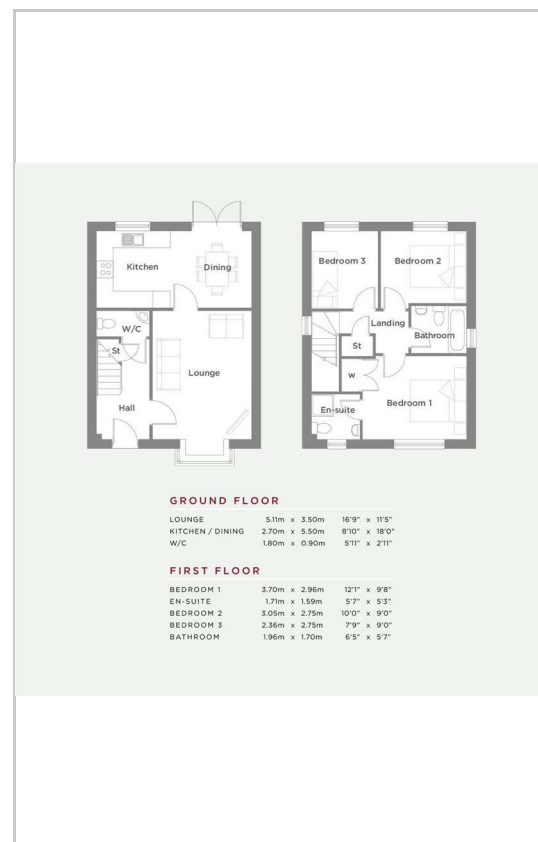 Kitchen
Dining
W/C
St
Lounge
Hall
Bedroom 3
Bedroom 2
Landing
Bathroom
St
W
Bedroom 1
En-suite
GROUND FLOOR
LOUNGE 5.11m x 3.50m 16'9" x 11'5"
KITCHEN / DINING 2.70m x 5.50m 8'10" x 18'0"
W/C 1.80m x 0.90m 5'11" x 2'11"
FIRST FLOOR
BEDROOM 1 3.70m x 2.96m 12'1" x 9'8"
EN-SUITE 1.71m x 1.59m 5'7" x 5'3"
BEDROOM 2 3.05m x 2.75m 10'0" x 9'0"
BEDROOM 3 2.36m x 2.75m 7'9" x 9'0"
BATHROOM 1.96m x 1.70m 6'5" x 5'7"